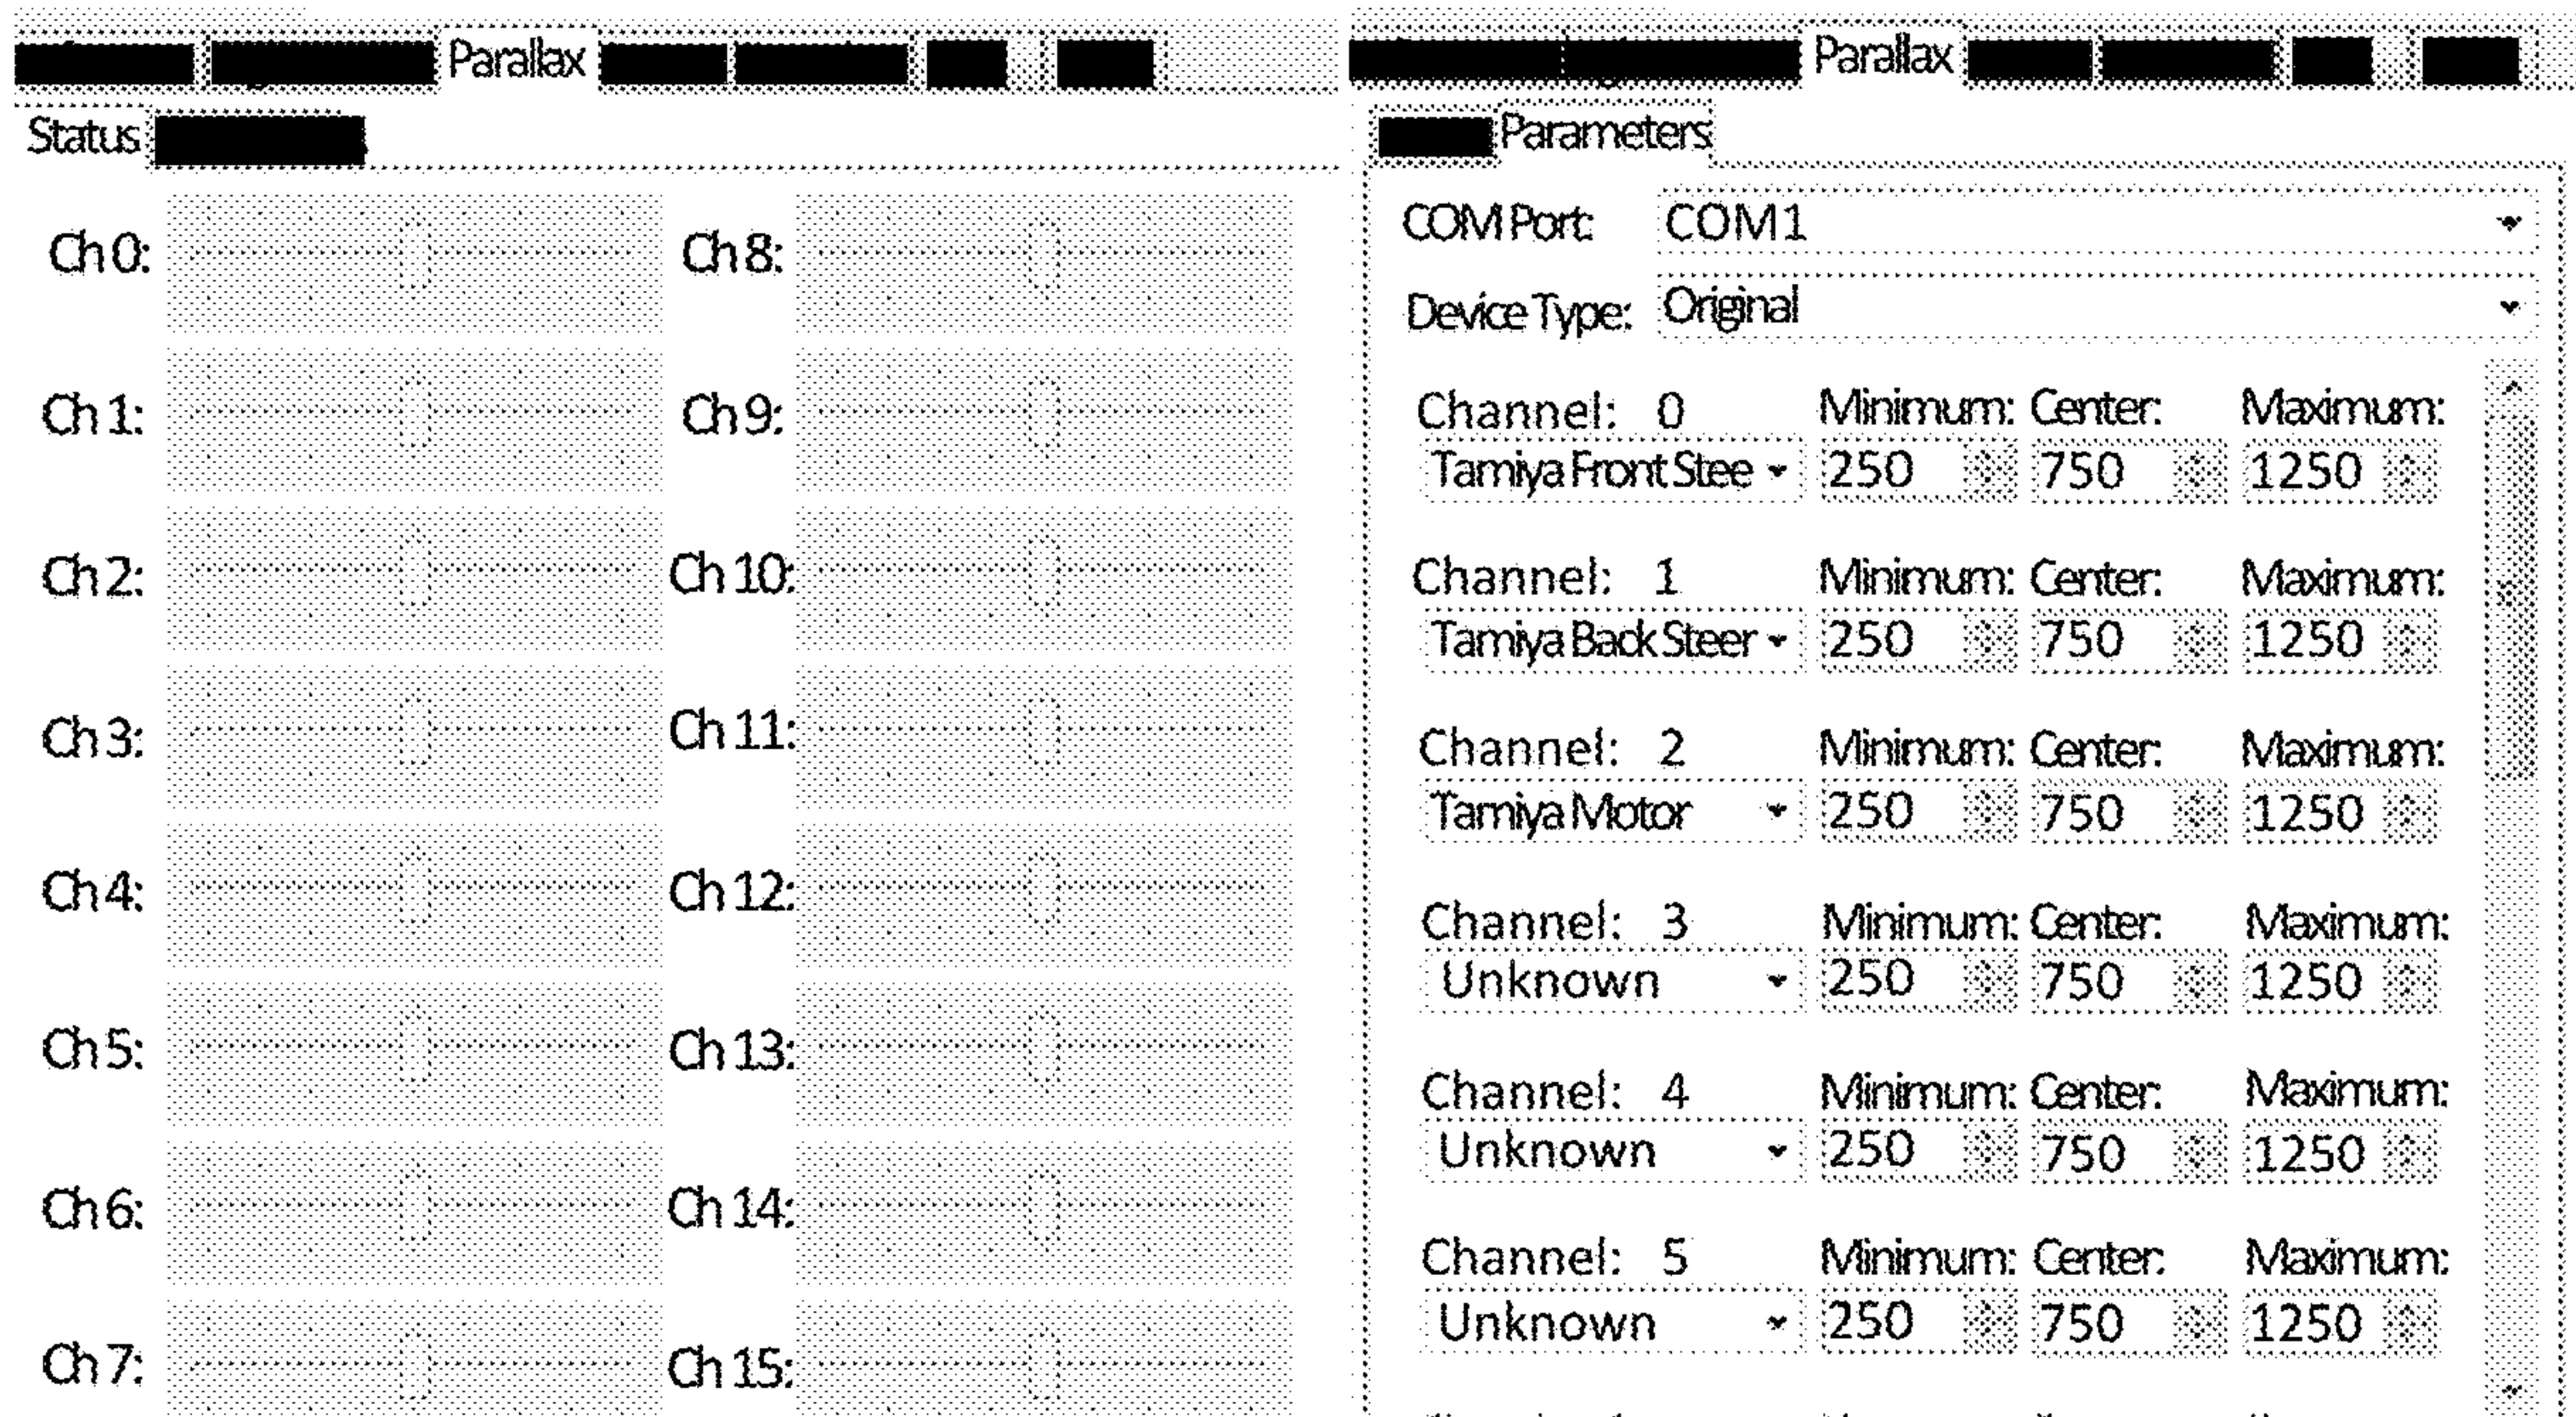 Parallax
Status
Ch 0: Ch 8:
Ch 1: Ch 9:
Ch 2: Ch 10:
Ch 3: Ch 11:
Ch 4: Ch 12:
Ch 5: Ch 13:
Ch 6: Ch 14:
Ch 7: Ch 15:
Parallax
Parameters
COM Port: COM1
Device Type: Original
Channel: 0 Minimum: Center: Maximum:
Tamiya Front Stee 250 750 1250
Channel: 1 Minimum: Center: Maximum:
Tamiya Back Steer 250 750 1250
Channel: 2 Minimum: Center: Maximum:
Tamiya Motor 250 750 1250
Channel: 3 Minimum: Center: Maximum:
Unknown 250 750 1250
Channel: 4 Minimum: Center: Maximum:
Unknown 250 750 1250
Channel: 5 Minimum: Center: Maximum:
Unknown 250 750 1250